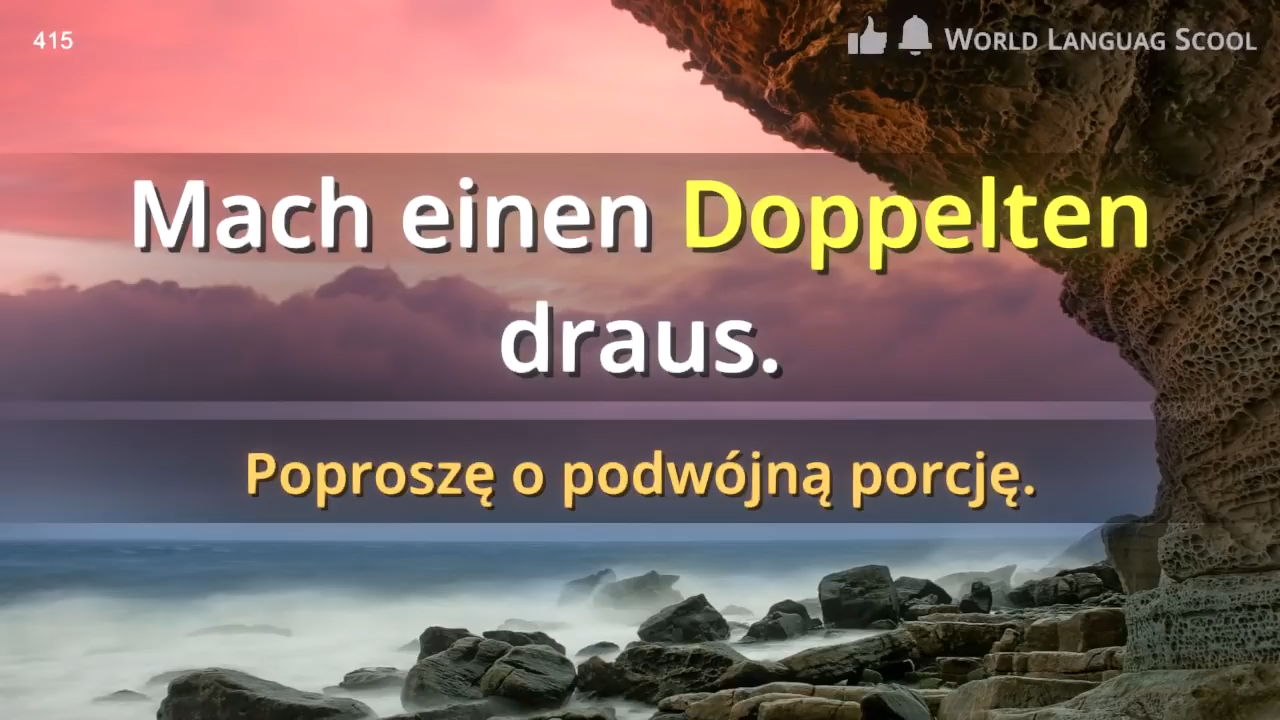 415
WORLD LANGUAG SCOOL
Mach einen Doppelten
draus.
Poproszę o podwójną porcję.